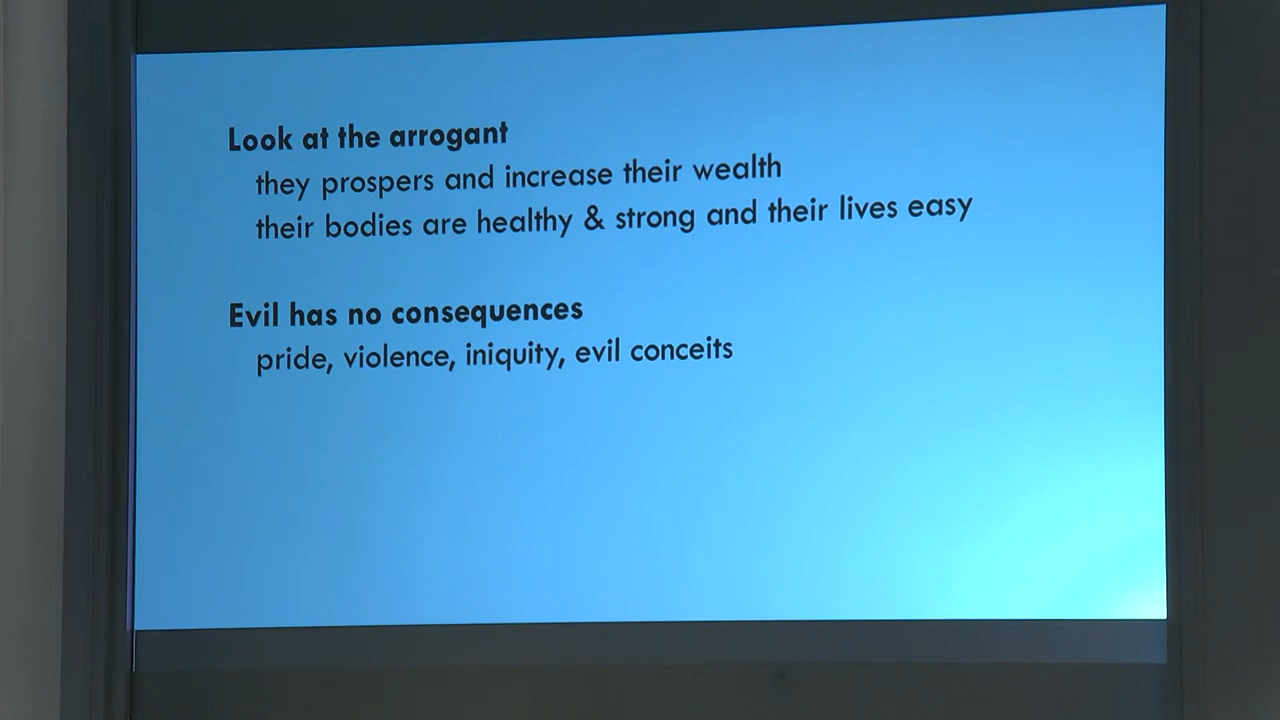 Look at the arrogant
they prospers and increase their wealth
their bodies are healthy & strong and their lives easy
Evil has no consequences
pride, violence, iniquity, evil conceits